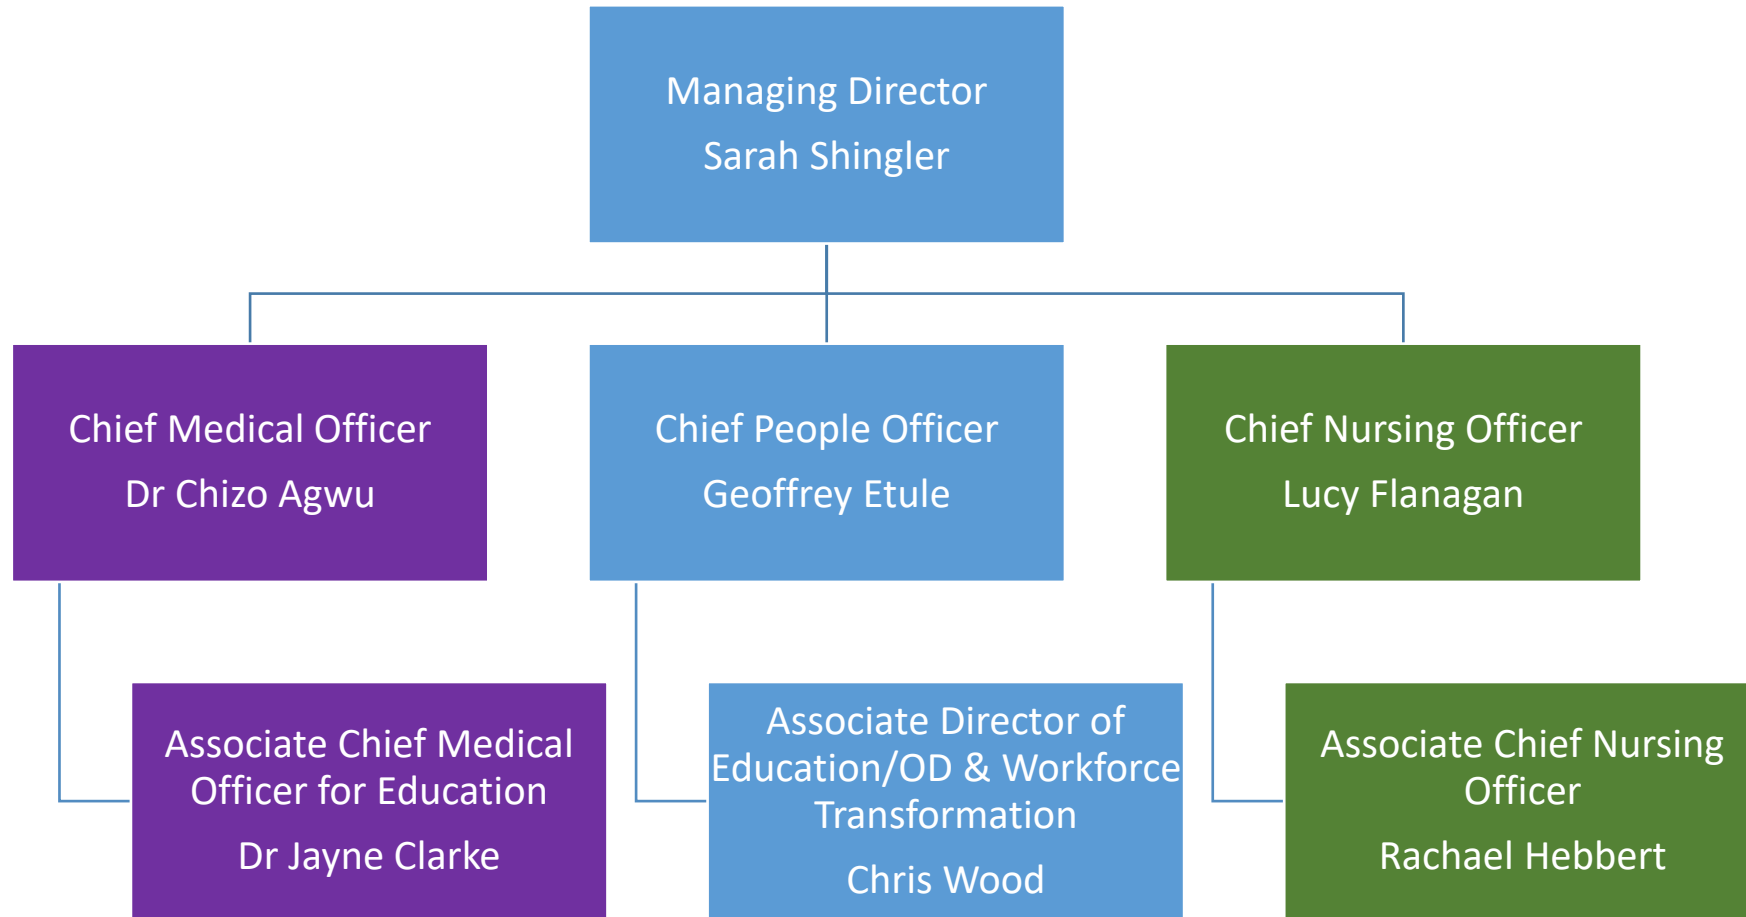 Managing Director
Sarah Shingler
Chief Medical Officer
Dr Chizo Agwu
Chief People Officer
Geoffrey Etule
Chief Nursing Officer
Lucy Flanagan
Associate Chief Medical
Officer for Education
Dr Jayne Clarke
Associate Director of
Education/OD & Workforce
Transformation
Chris Wood
Associate Chief Nursing
Officer
Rachael Hebbert